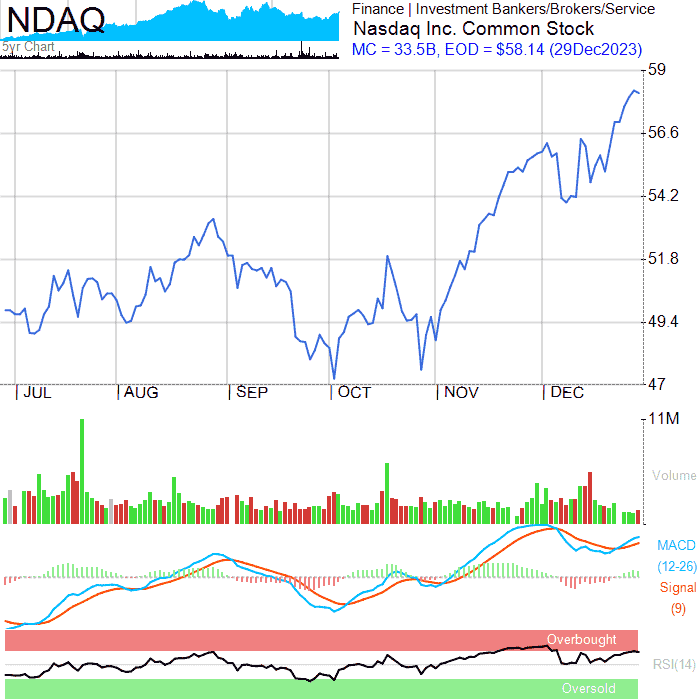 NDAQ
5yr Chart
Finance | Investment Bankers/Brokers/Service
Nasdaq Inc. Common Stock
MC = 33.5B, EOD = $58.14 (29Dec2023)
59
56.6
54.2
51.8
49.4
47
JUL AUG SEP OCT NOV DEC
11M
Volume
MACD
(12-26)
Signal
(9)
Overbought
RSI(14)
Oversold